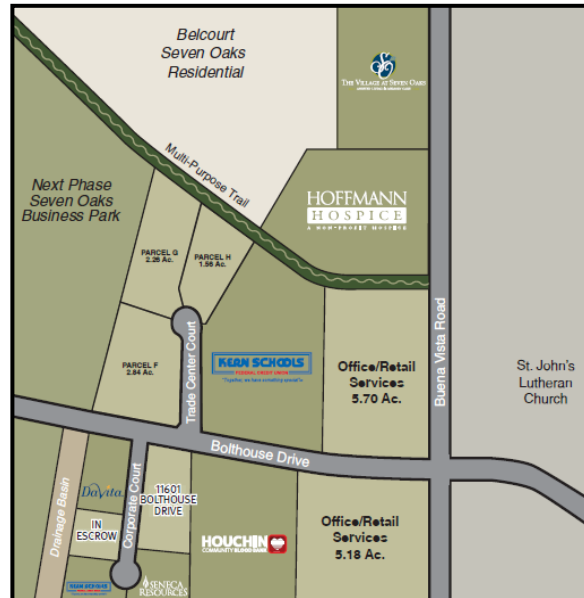 Belcourt
Seven Oaks
Residential
THE VILLAGE AT SEVEN OAKS
Multi-Purpose Trail
Next Phase
Seven Oaks
Business Park
HOFFMANN
HOSPICE
A NON-PROFIT HOSPICE
PARCEL G
2.26 Ac.
PARCEL H
1.56 Ac.
PARCEL F
2.84 Ac.
Trade Center Court
KERN SCHOOLS
FEDERAL CREDIT UNION
Office/Retail
Services
5.70 Ac.
Buena Vista Road
St. John's
Lutheran
Church
Bolthouse Drive
Drainage Basin
DaVita
IN
ESCROW
Corporate Court
11601
BOLTHOUSE
DRIVE
HOUCHIN
COMMUNITY BLOOD BANK
Office/Retail
Services
5.18 Ac.
KERN SCHOOLS
SENECA
RESOURCES